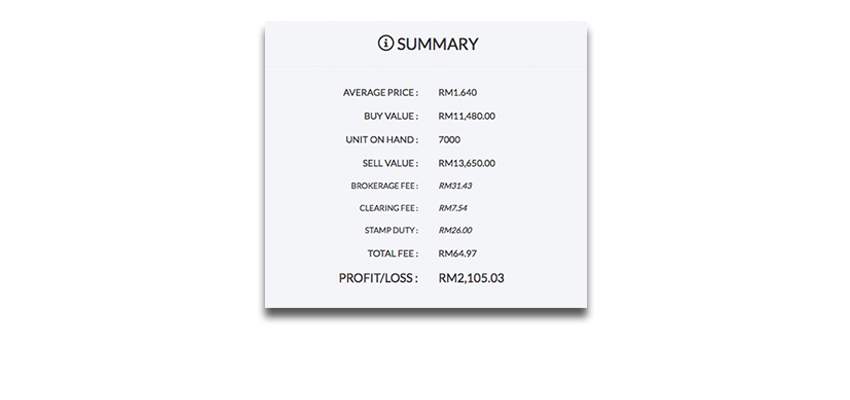 SUMMARY
AVERAGE PRICE : RM1.640
BUY VALUE : RM11,480.00
UNIT ON HAND : 7000
SELL VALUE : RM13,650.00
BROKERAGE FEE : RM31.43
CLEARING FEE : RM7.54
STAMP DUTY : RM26.00
TOTAL FEE : RM64.97
PROFIT/LOSS : RM2,105.03